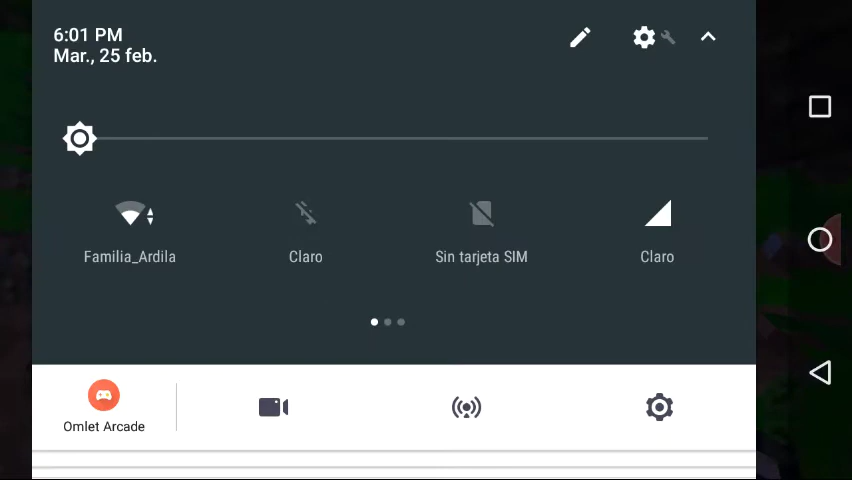 6:01 PM
Mar., 25 feb.
Familia_Ardila
Claro
Sin tarjeta SIM
Claro
Omlet Arcade